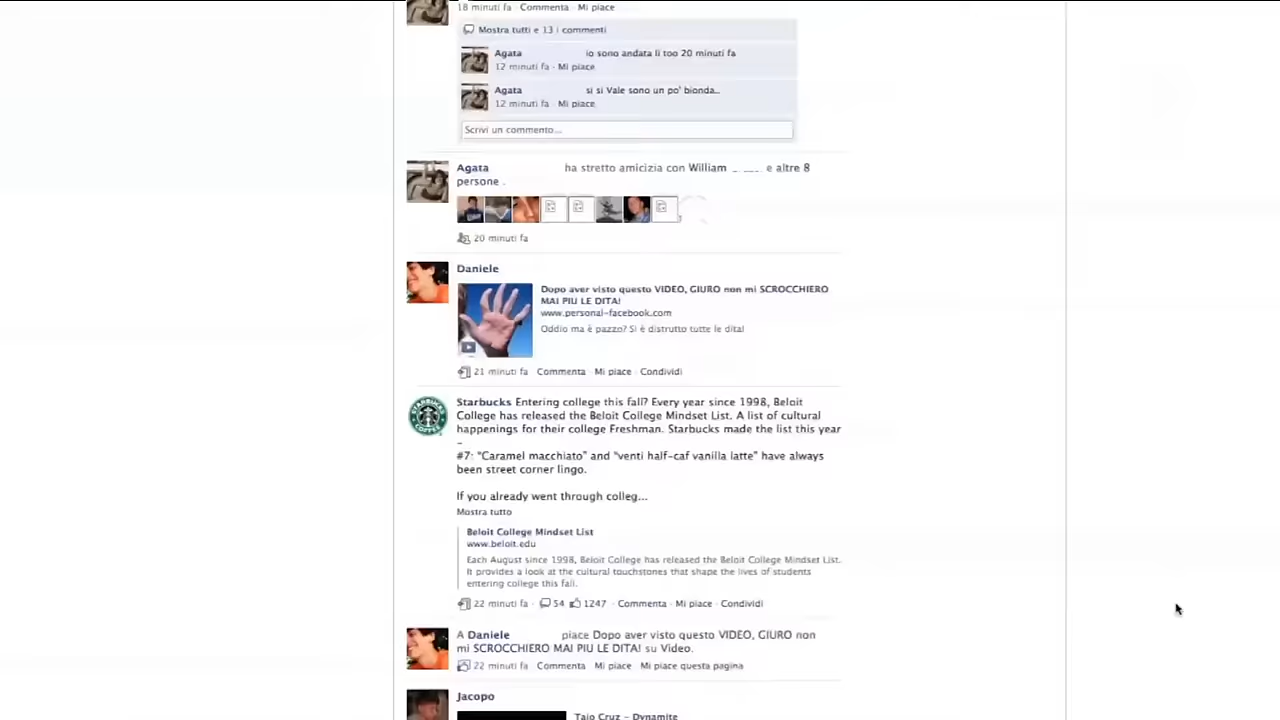 18 minuti fa · Commenta · Mi piace
Mostra tutti e 13 i commenti
Agata io sono andata li too 20 minuti fa
12 minuti fa · Mi piace
Agata si si Vale sono un po' bionda..
12 minuti fa · Mi piace
Scrivi un commento...
Agata ha stretto amicizia con William e altre 8
persone .
20 minuti fa
Daniele
Dopo aver visto questo VIDEO, GIURO non mi SCROCCHIERO
MAI PIU LE DITA!
www.personal-facebook.com
Oddio ma è pazzo? Si è distrutto tutte le dita!
21 minuti fa Commenta · Mi piace · Condividi
Starbucks Entering college this fall? Every year since 1998, Beloit
College has released the Beloit College Mindset List. A list of cultural
happenings for their college Freshman. Starbucks made the list this year
–
#7: “Caramel macchiato” and “venti half-caf vanilla latte” have always
been street corner lingo.
If you already went through colleg...
Mostra tutto
Beloit College Mindset List
www.beloit.edu
Each August since 1998, Beloit College has released the Beloit College Mindset List.
It provides a look at the cultural touchstones that shape the lives of students
entering college this fall.
22 minuti fa · 54 1247 · Commenta · Mi piace · Condividi
A Daniele piace Dopo aver visto questo VIDEO, GIURO non
mi SCROCCHIERO MAI PIU LE DITA! su Video.
22 minuti fa Commenta Mi piace Mi piace questa pagina
Jacopo
Taio Cruz – Dynamite